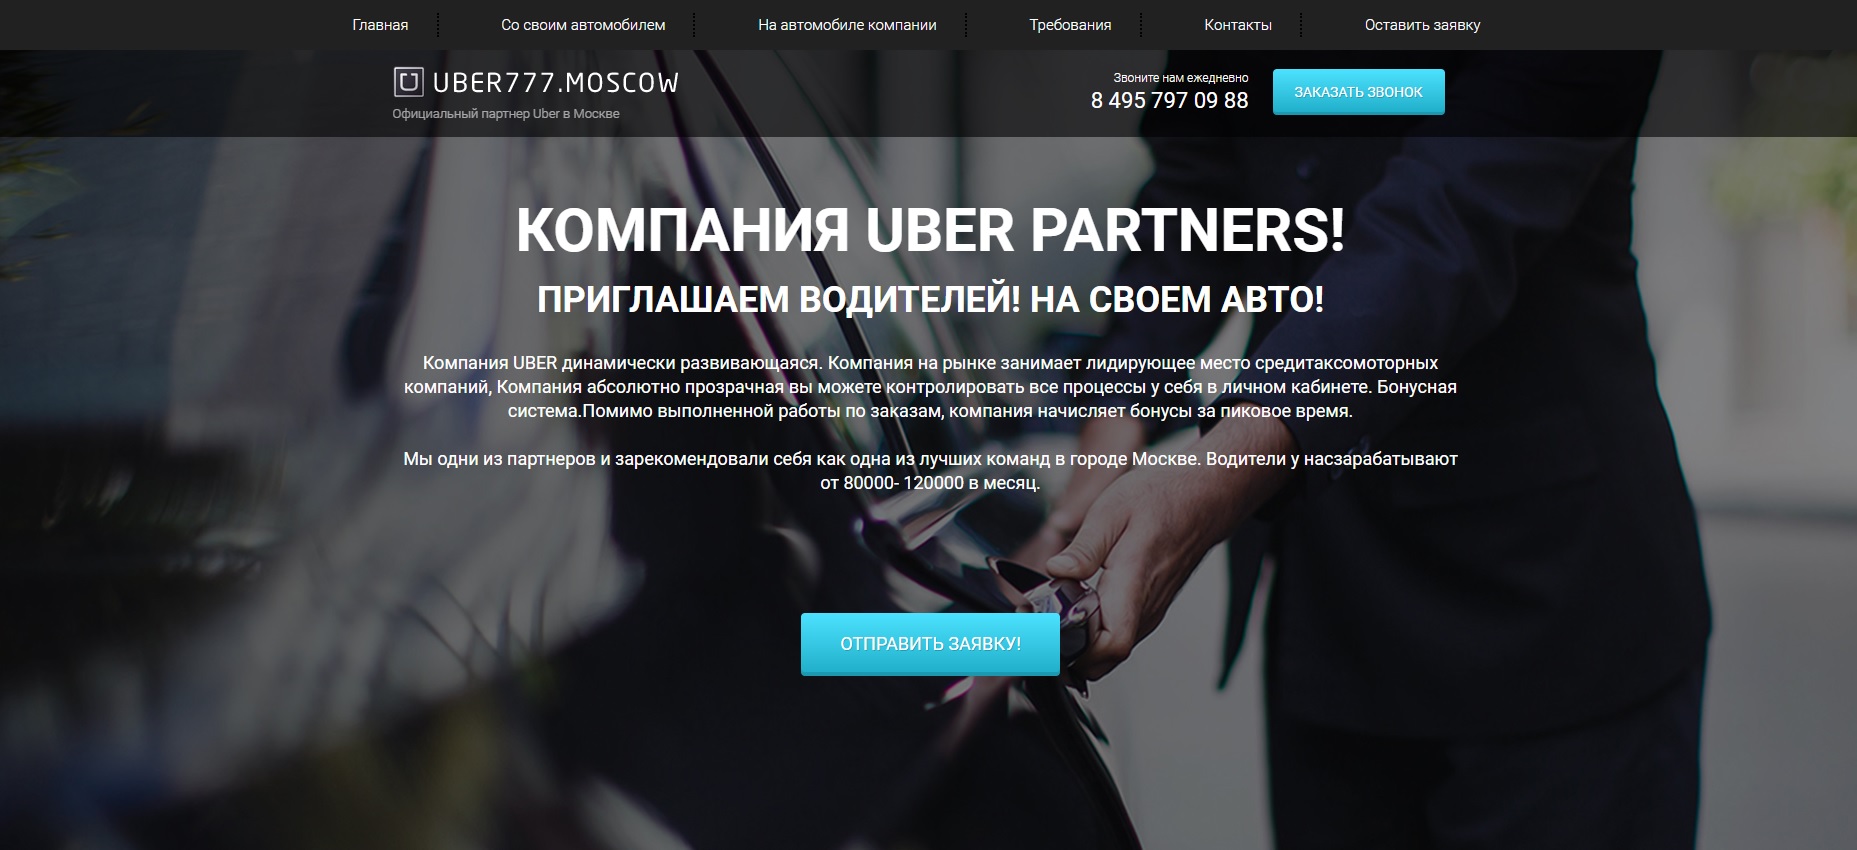 Главная Со своим автомобилем На автомобиле компании Требования Контакты Оставить заявку
UBER777.MOSCOW
Официальный партнер Uber в Москве
Звоните нам ежедневно
8 495 797 09 88
ЗАКАЗАТЬ ЗВОНОК
КОМПАНИЯ UBER PARTNERS!
ПРИГЛАШАЕМ ВОДИТЕЛЕЙ! НА СВОЕМ АВТО!
Компания UBER динамически развивающаяся. Компания на рынке занимает лидирующее место средитаксомоторных
компаний, Компания абсолютно прозрачная вы можете контролировать все процессы у себя в личном кабинете. Бонусная
система.Помимо выполненной работы по заказам, компания начисляет бонусы за пиковое время.
Мы одни из партнеров и зарекомендовали себя как одна из лучших команд в городе Москве. Водители у насзарабатывают
от 80000- 120000 в месяц.
ОТПРАВИТЬ ЗАЯВКУ!